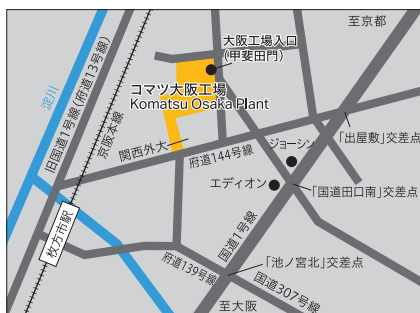 至京都
大阪工場入口
(甲斐田門)
コマツ大阪工場
Komatsu Osaka Plant
淀川
旧国道1号線(府道13号線)
京阪本線
関西外大
府道144号線
「出屋敷」交差点
ジョーシン
エディオン
「国道田口南」交差点
国道1号線
枚方市駅
府道139号線
「池ノ宮北」交差点
国道307号線
至大阪